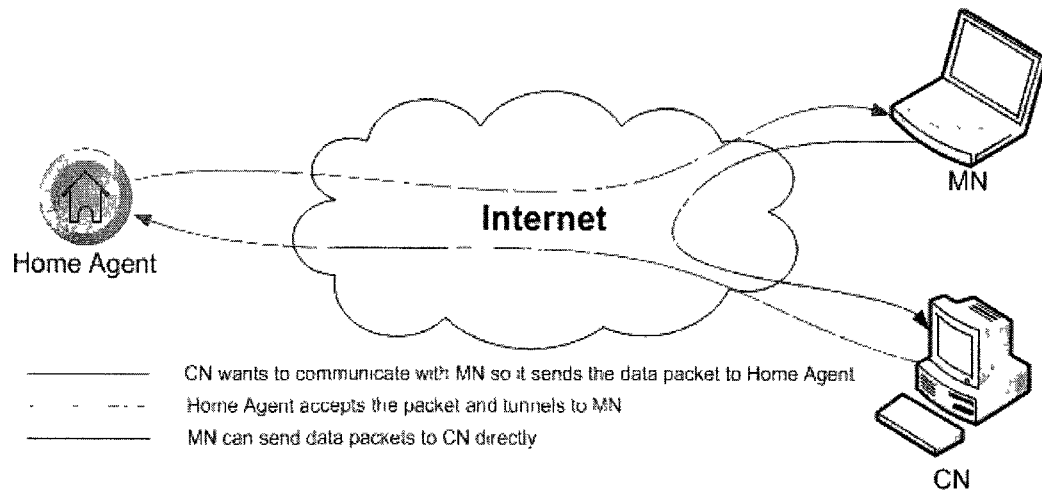 MN
Internet
Home Agent
CN wants to communicate with MN so it sends the data packet to Home Agent
Home Agent accepts the packet and tunnels to MN
MN can send data packets to CN directly
CN